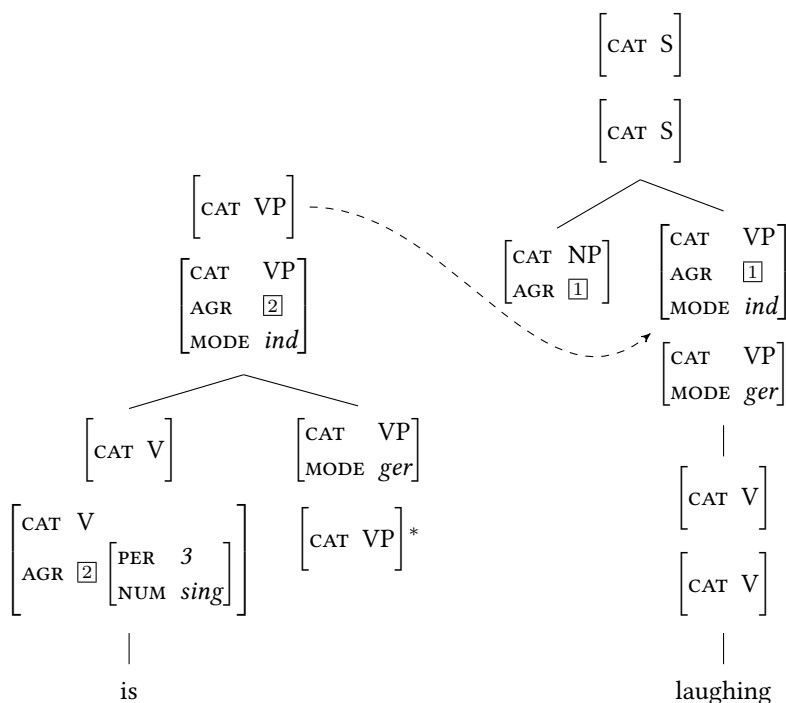 CAT S
CAT S
CAT VP
CAT NP
AGR 1
CAT VP
AGR 1
MODE ind
CAT VP
AGR 2
MODE ind
CAT VP
MODE ger
CAT V
CAT VP
MODE ger
CAT V
CAT V
AGR 2 PER 3
NUM sing
CAT VP *
CAT V
is
laughing